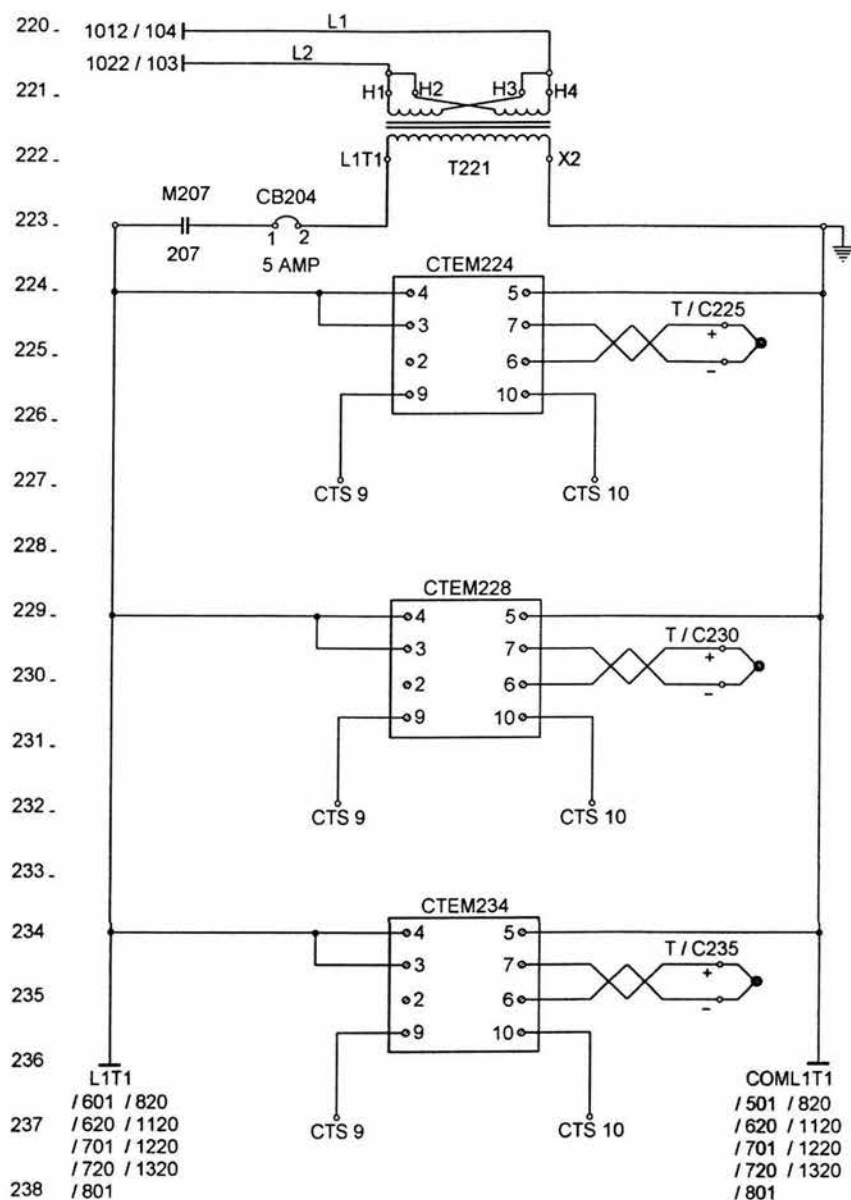 220 -
1012 / 104
L1
1022 / 103
L2
221 -
H1
H2
H3
H4
222 -
L1T1
T221
X2
M207
CB204
223 -
207
1 2
5 AMP
CTEM224
224 -
4
5
T / C225
3
7
+
225 -
2
6
-
9
10
226 -
227 -
CTS 9
CTS 10
228 -
CTEM228
229 -
4
5
T / C230
3
7
+
230 -
2
6
-
9
10
231 -
232 -
CTS 9
CTS 10
233 -
CTEM234
234
4
5
T / C235
3
7
+
235
2
6
-
9
10
236
L1T1
COML1T1
/ 601 / 820
/ 501 / 820
237
/ 620 / 1120
CTS 9
CTS 10
/ 620 / 1120
/ 701 / 1220
/ 701 / 1220
/ 720 / 1320
/ 720 / 1320
238
/ 801
/ 801